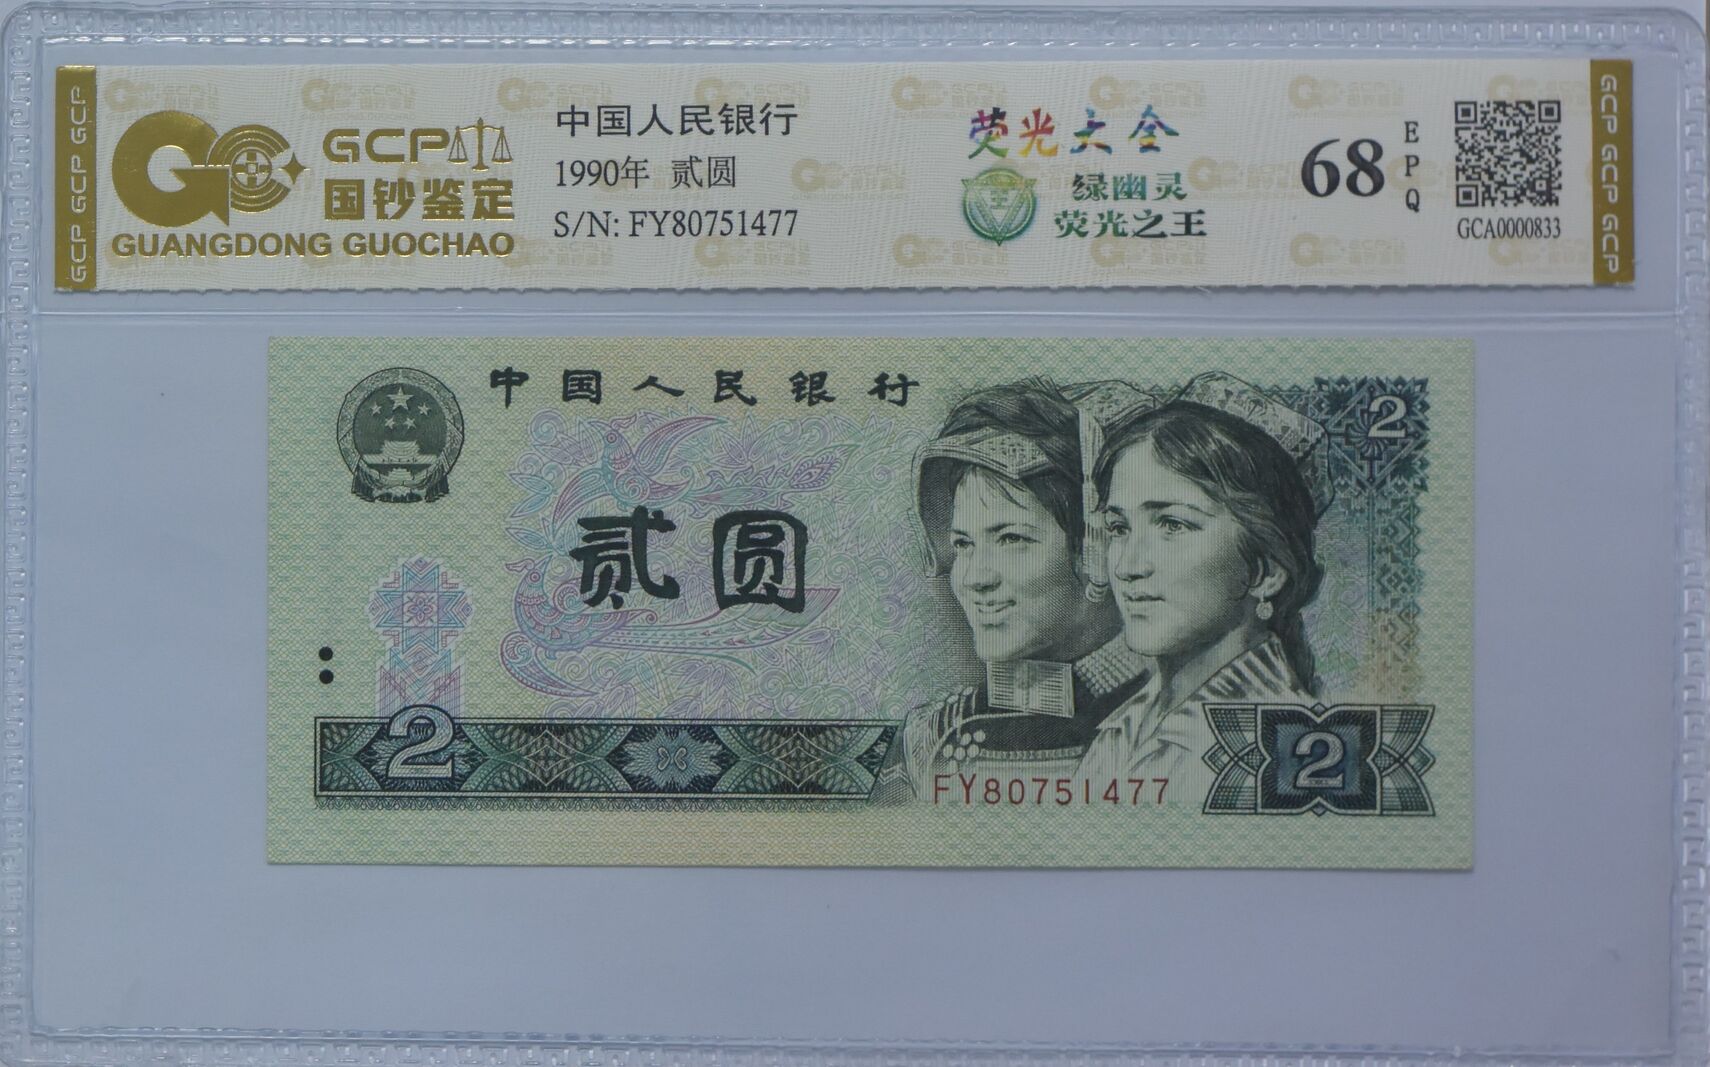 GCP GCP GCP
GCP
国钞鉴定
GUANGDONG GUOCHAO
中国人民银行
1990年 贰圆
S/N: FY80751477
荧光大全
绿幽灵
荧光之王
68
EPQ
GCA0000833
GCP GCP GCP
中国人民银行
2
贰圆
2
FY80751477
2